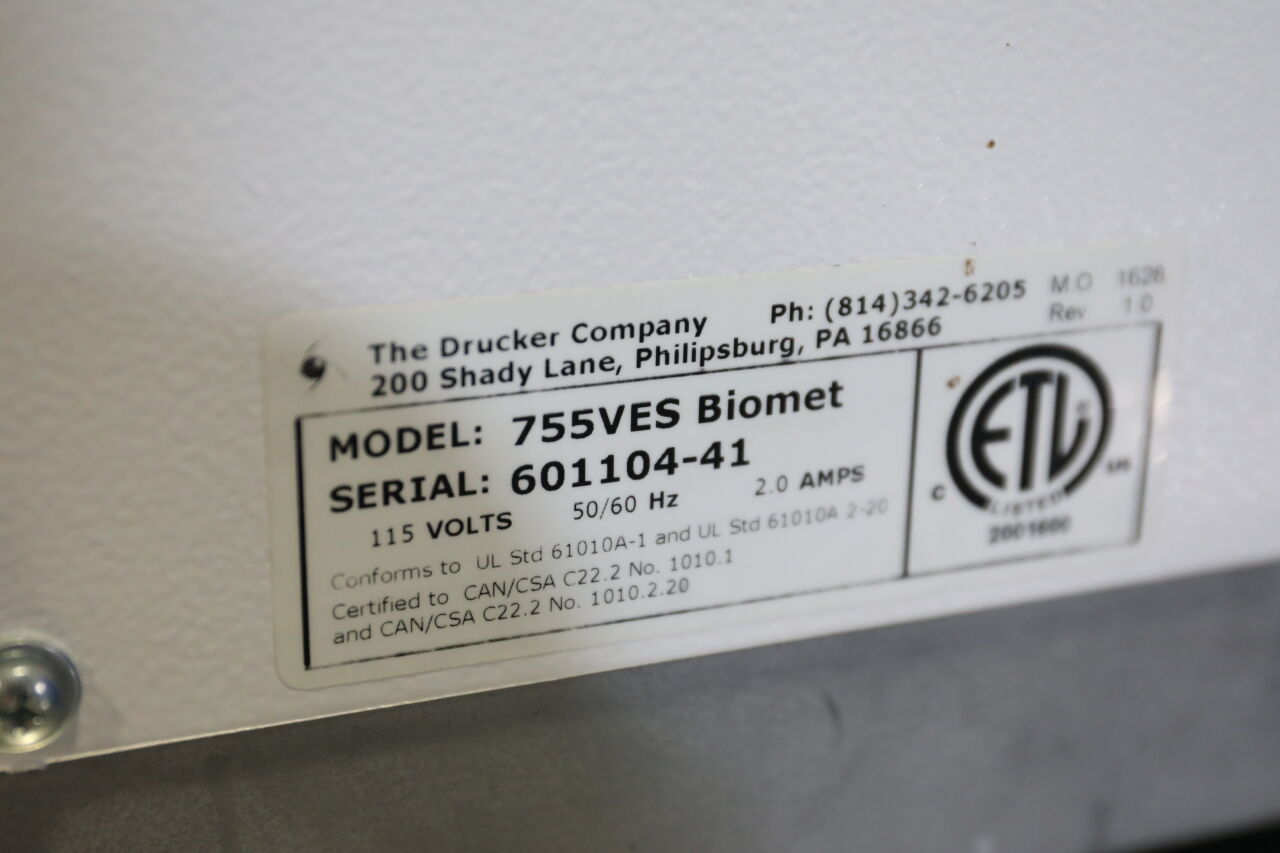 The Drucker Company Ph: (814)342-6205 M.O 1626
200 Shady Lane, Philipsburg, PA 16866 Rev 1.0
MODEL: 755VES Biomet
SERIAL: 601104-41
115 VOLTS 50/60 Hz 2.0 AMPS
Conforms to UL Std 61010A-1 and UL Std 61010A 2-20
Certified to CAN/CSA C22.2 No. 1010.1
and CAN/CSA C22.2 No. 1010.2.20
ETL
C US
LISTED
2001600